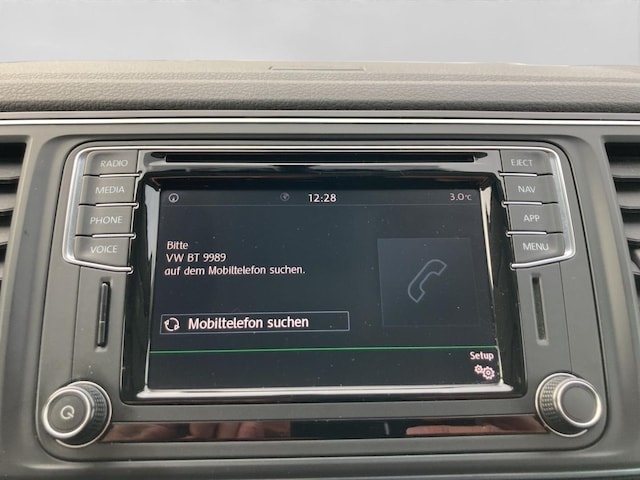 RADIO
MEDIA
PHONE
VOICE
12:28
3.0°C
Bitte
VW BT 9989
auf dem Mobiltelefon suchen.
Mobiltelefon suchen
Setup
EJECT
NAV
APP
MENU